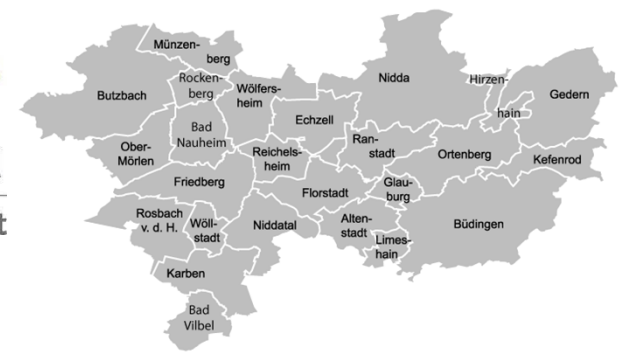 Münzen-
berg
Butzbach
Rocken-
berg
Wölfers-
heim
Nidda
Hirzen-
hain
Gedern
Echzell
Bad
Nauheim
Ober-
Mörlen
Reichels-
heim
Ran-
stadt
Ortenberg
Kefenrod
Friedberg
Florstadt
Glau-
burg
Rosbach
v. d. H.
Wöll-
stadt
Niddatal
Alten-
stadt
Limes-
hain
Büdingen
Karben
Bad
Vilbel
t